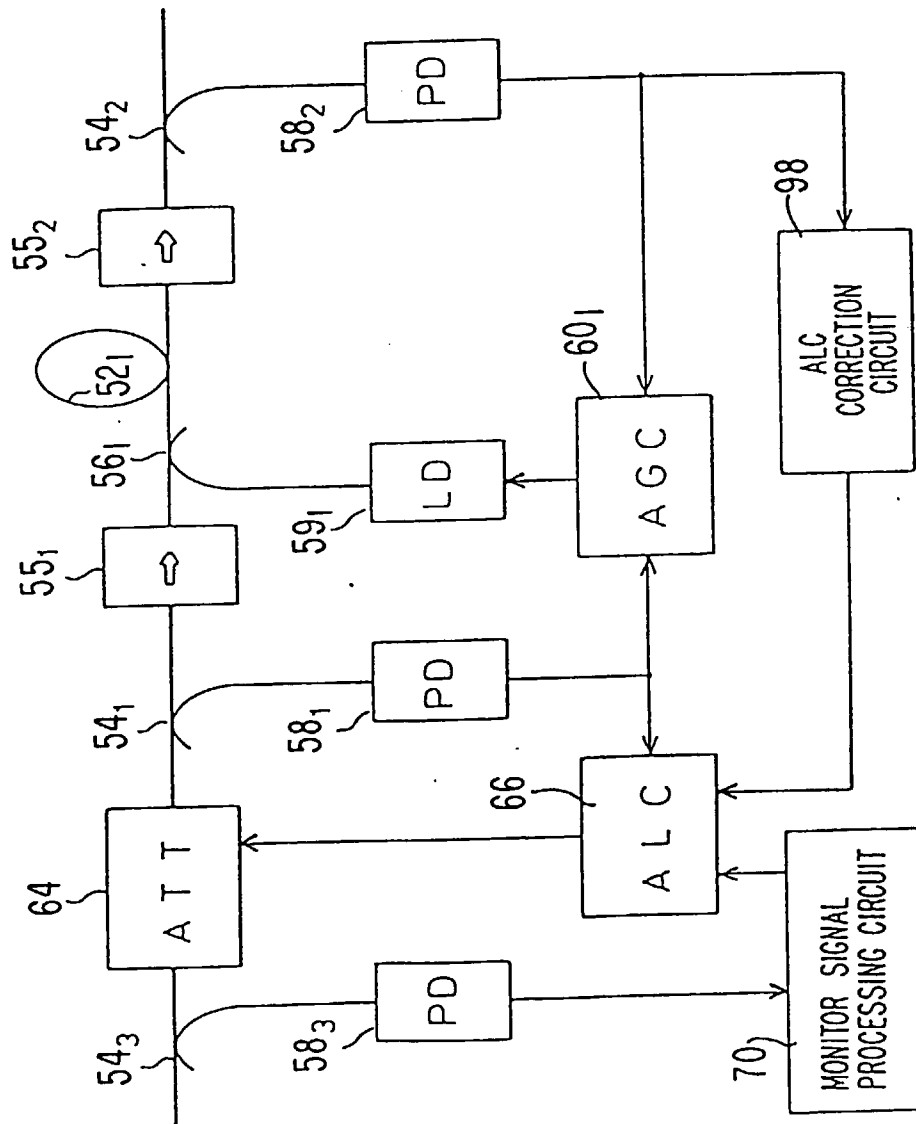 54₃
64
ATT
54₁
55₁
56₁
52₁
55₂
54₂
58₃
PD
58₁
PD
59₁
LD
58₂
PD
66
ALC
60₁
AGC
98
ALC
CORRECTION
CIRCUIT
70
MONITOR SIGNAL
PROCESSING CIRCUIT